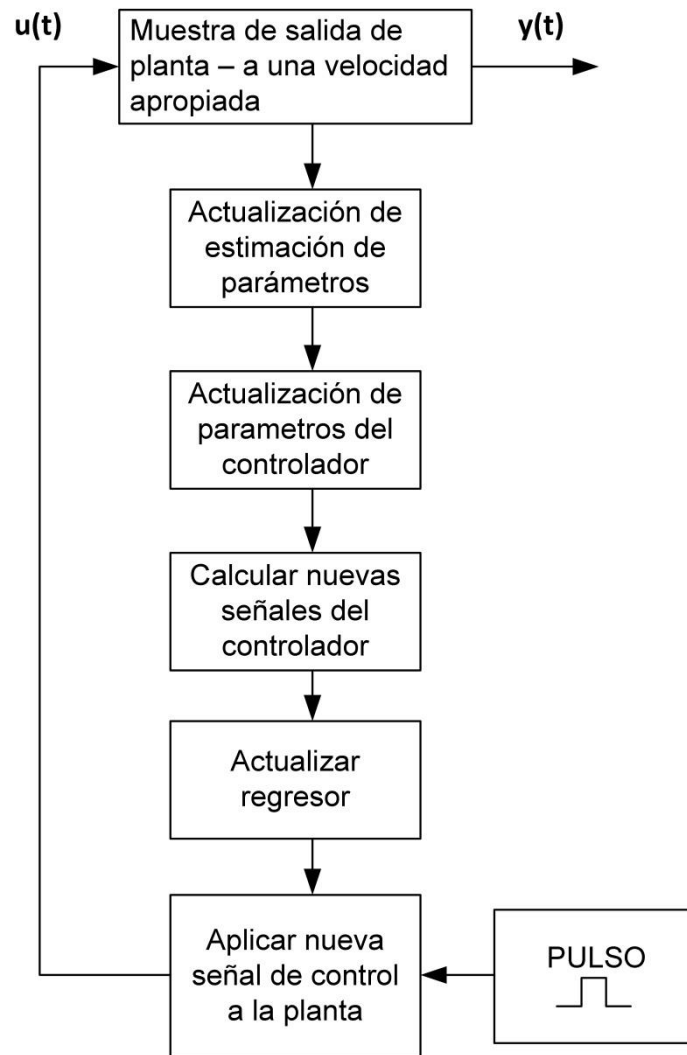 u(t)
Muestra de salida de
planta – a una velocidad
apropiada
y(t)
Actualización de
estimación de
parámetros
Actualización de
parametros del
controlador
Calcular nuevas
señales del
controlador
Actualizar
regresor
Aplicar nueva
señal de control
a la planta
PULSO